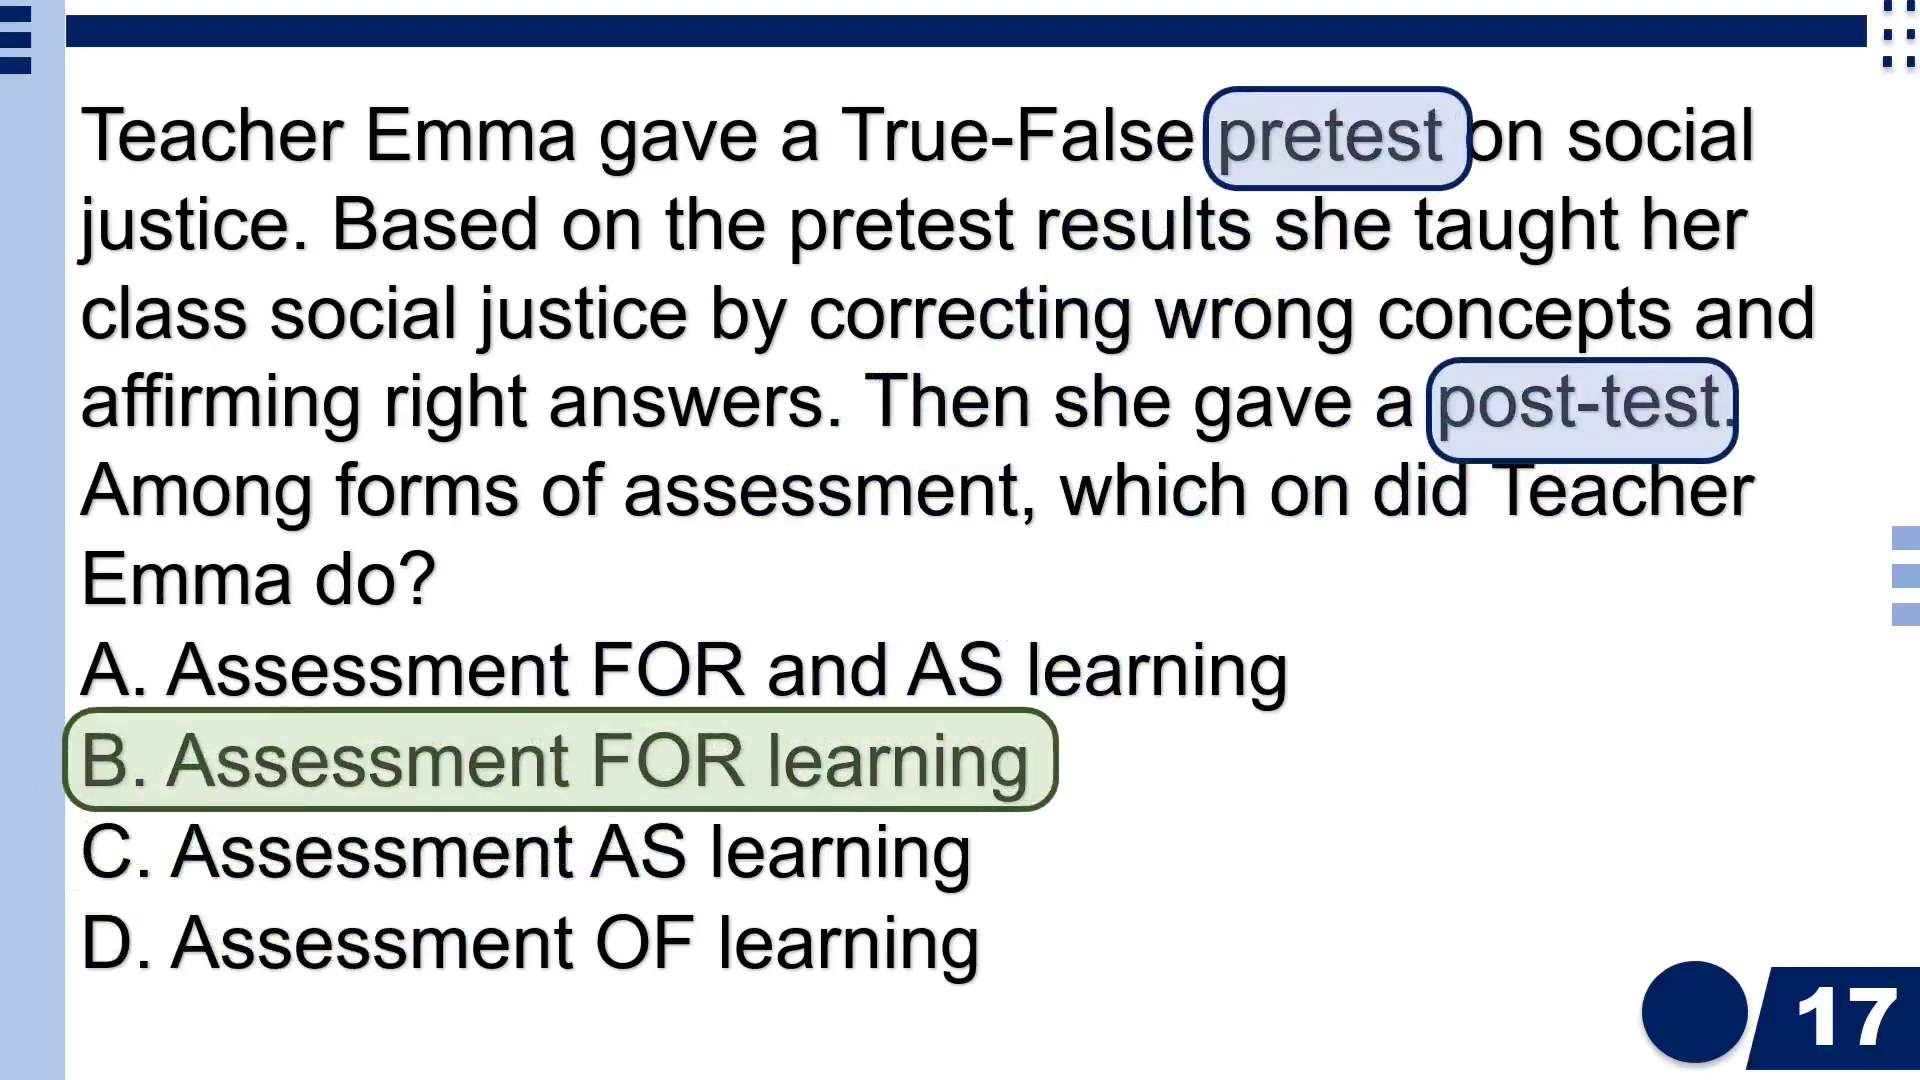 Teacher Emma gave a True-False pretest on social
justice. Based on the pretest results she taught her
class social justice by correcting wrong concepts and
affirming right answers. Then she gave a post-test.
Among forms of assessment, which on did Teacher
Emma do?
A. Assessment FOR and AS learning
B. Assessment FOR learning
C. Assessment AS learning
D. Assessment OF learning
17